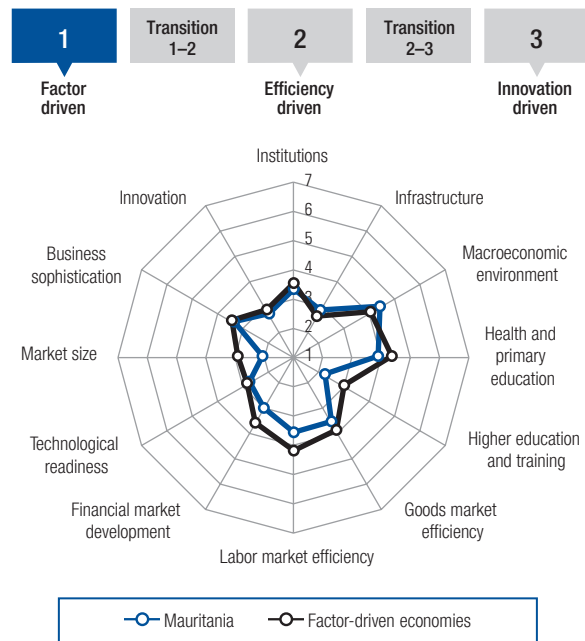 1
Transition
1–2
2
Transition
2–3
3
Factor
driven
Efficiency
driven
Innovation
driven
Institutions
7
6
5
4
3
2
1
Infrastructure
Macroeconomic
environment
Health and
primary
education
Higher education
and training
Goods market
efficiency
Labor market efficiency
Financial market
development
Technological
readiness
Market size
Business
sophistication
Innovation
Mauritania
Factor-driven economies